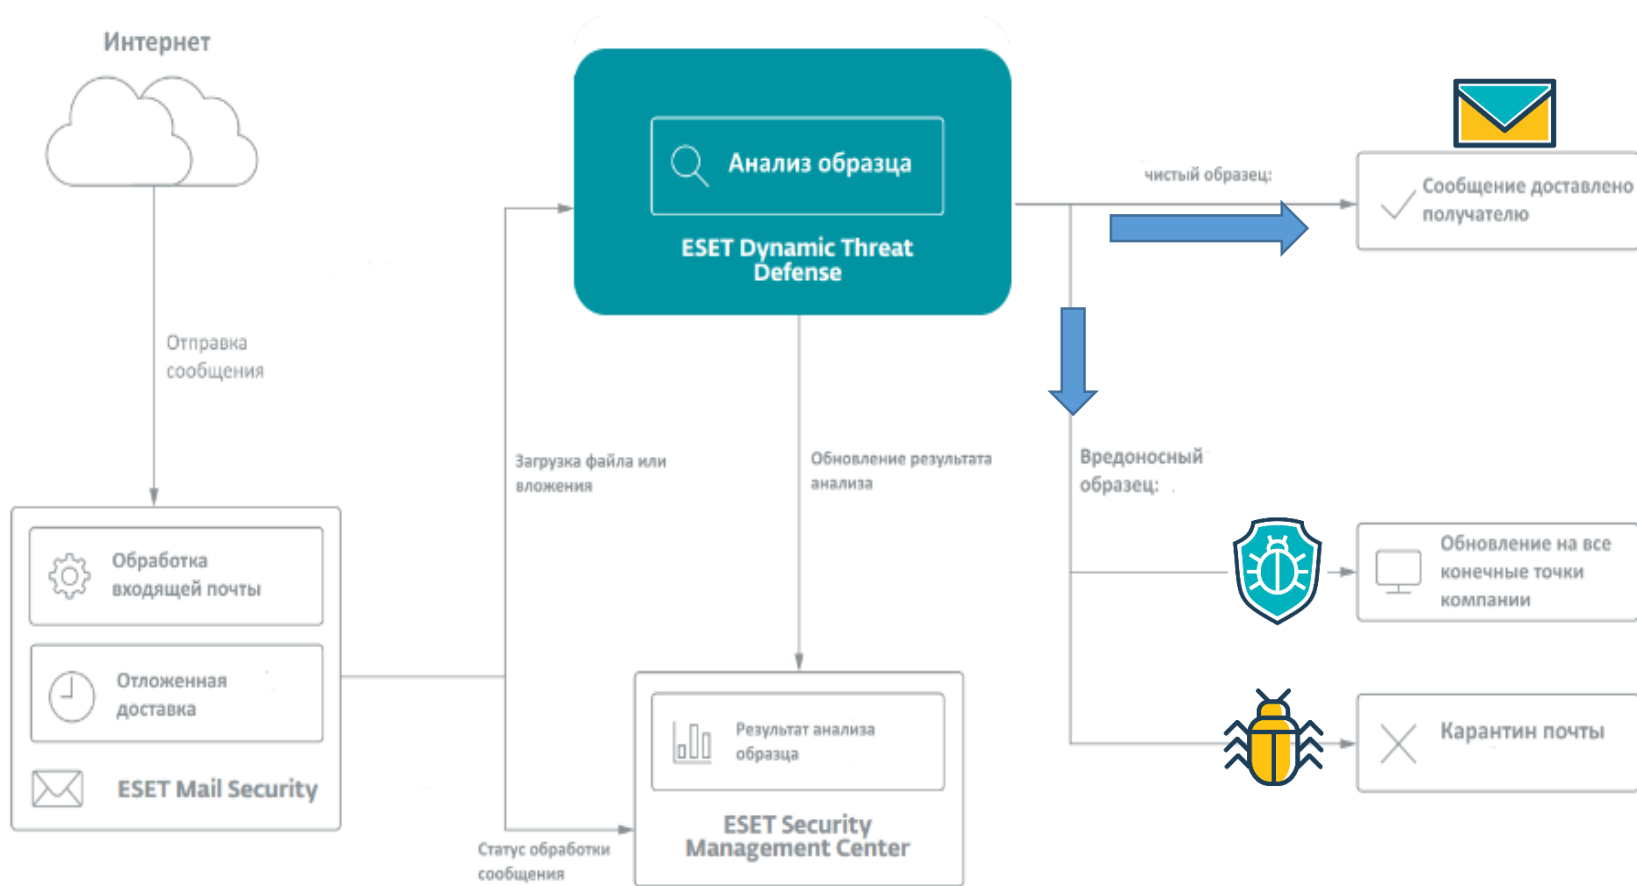 Интернет
Отправка
сообщения
Обработка
входящей почты
Отложенная
доставка
ESET Mail Security
Загрузка файла или
вложения
Статус обработки
сообщения
Анализ образца
ESET Dynamic Threat
Defense
Обновление результата
анализа
Результат анализа
образца
ESET Security
Management Center
чистый образец:
Сообщение доставлено
получателю
Вредоносный
образец:
Обновление на все
конечные точки
компании
Карантин почты